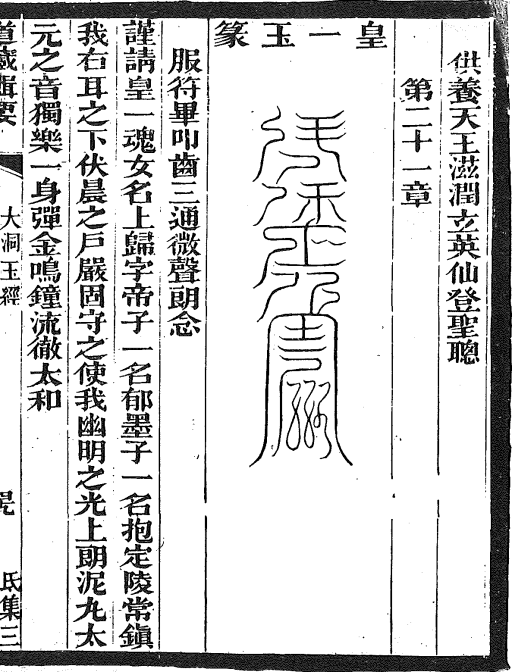 供養天王滋潤玄英仙登聖聰
第二十一章
皇一玉篆
服符畢叩齒三通微聲朗念
謹請皇一魂女名上歸字帝子一名郁墨子一名抱定陵常鎭
我右耳之下伏晨之戶嚴固守之使我幽明之光上朗泥丸太
元之音獨樂一身彈金鳴鐘流徹太和
道藏輯要
大洞玉經
氐集三